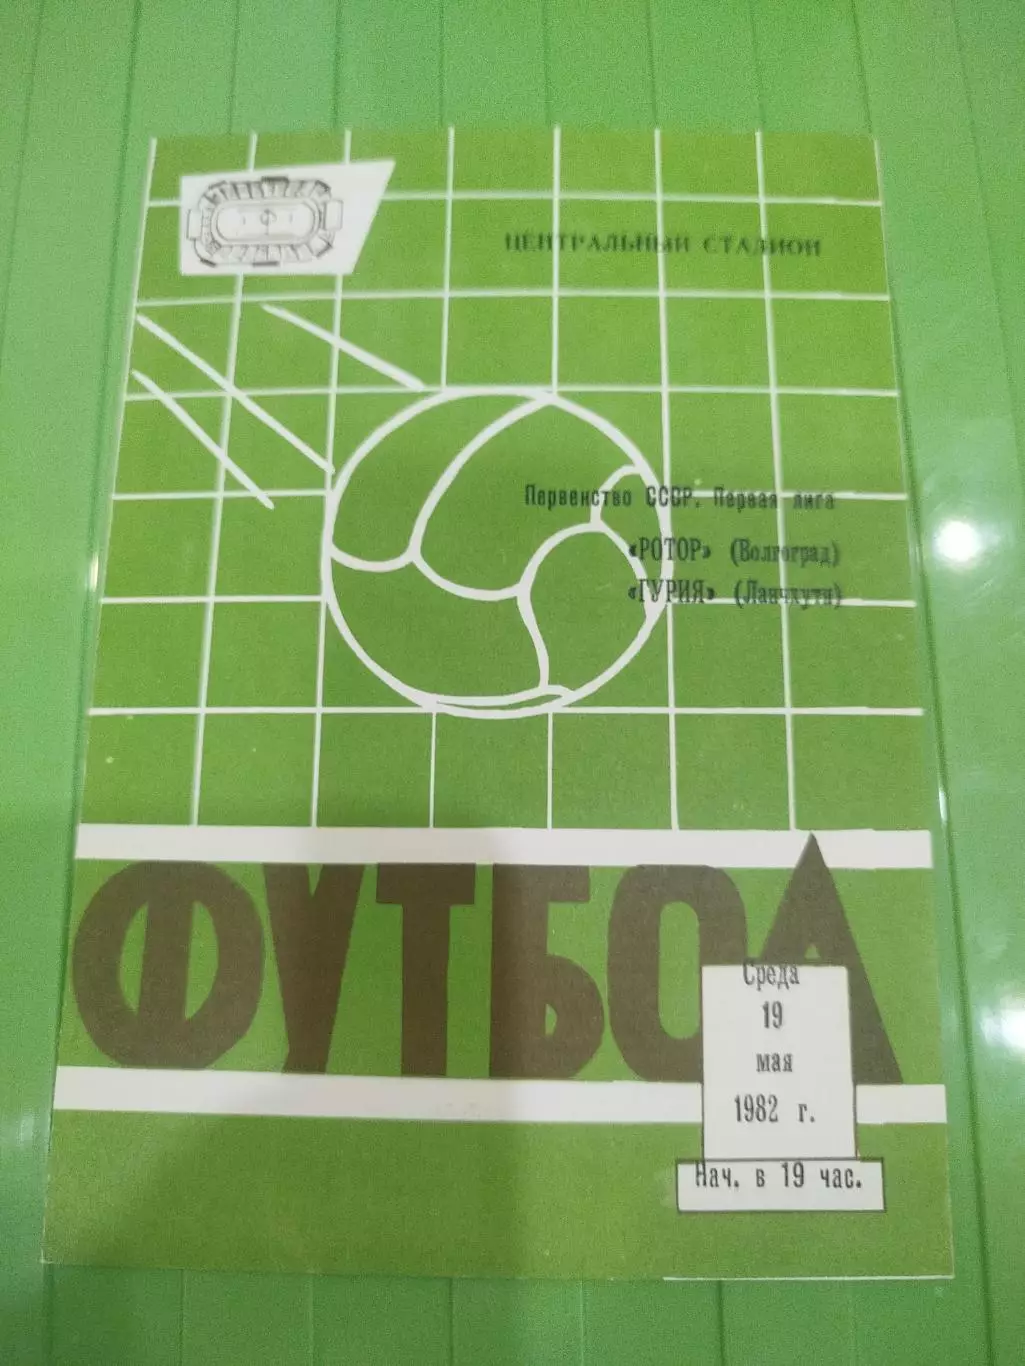 ЦЕНТРАЛЬНЫЙ СТАДИОН
Первенство СССР. Первая лига
«РОТОР» (Волгоград)
«ГУРИЯ» (Ланчхути)
ФУТБОЛ
Среда
19
мая
1982 г.
Нач. в 19 час.